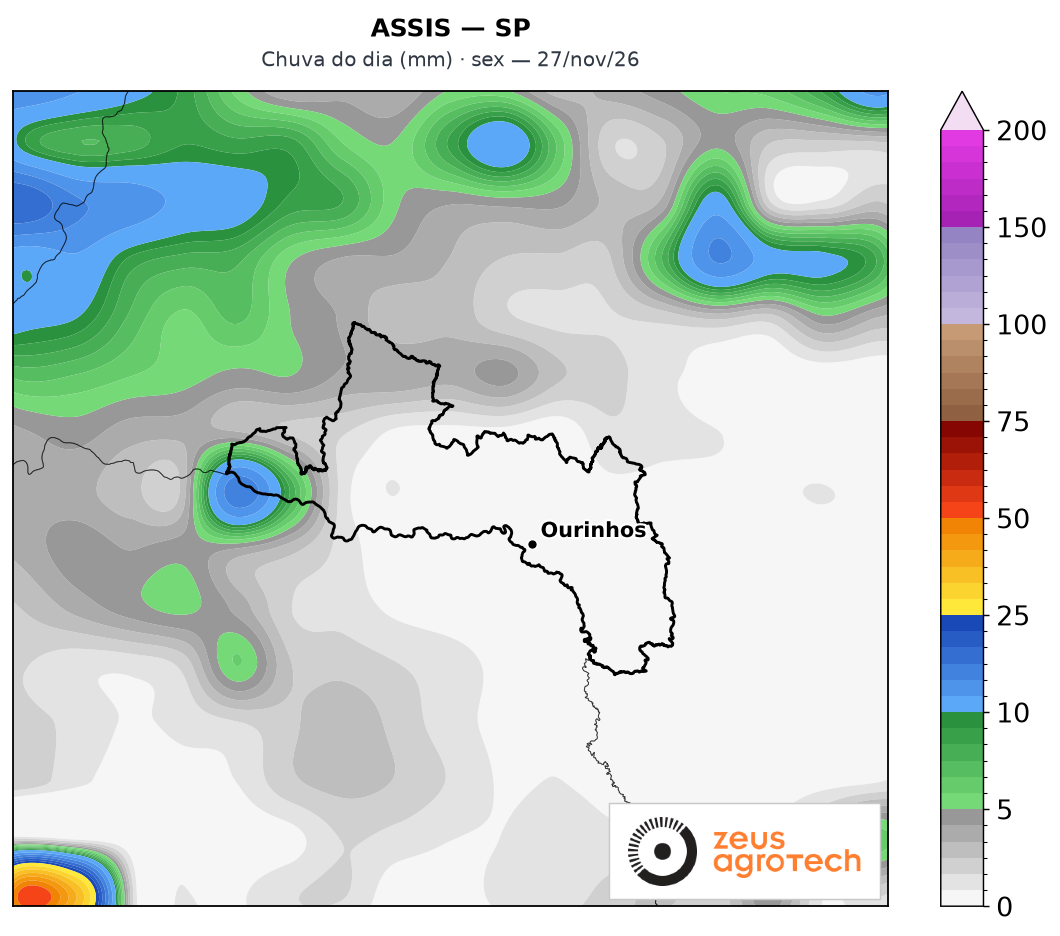 ASSIS — SP
Chuva do dia (mm) · sex — 27/nov/26
200
150
100
75
50
25
10
5
0
Ourinhos
zeus
agroтech